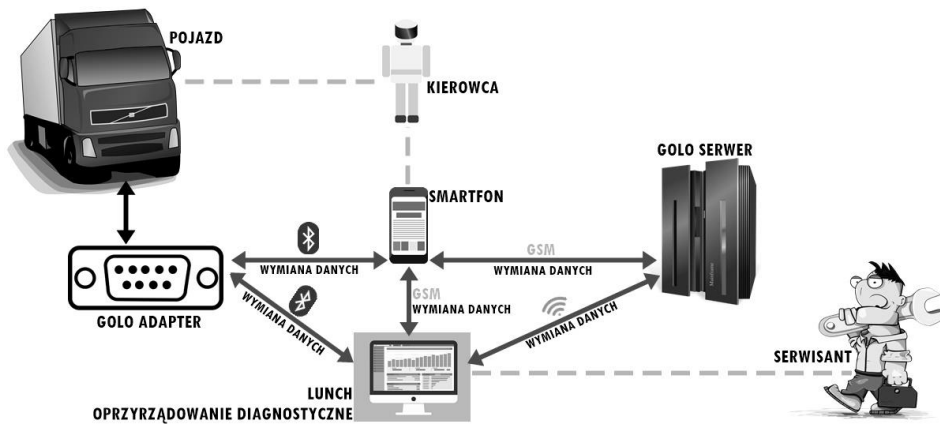 POJAZD
KIEROWCA
GOLO SERWER
SMARTFON
GSM
WYMIANA DANYCH
WYMIANA DANYCH
GOLO ADAPTER
WYMIANA DANYCH
GSM
WYMIANA DANYCH
WYMIANA DANYCH
SERWISANT
LUNCH
OPRZYRZĄDOWANIE DIAGNOSTYCZNE